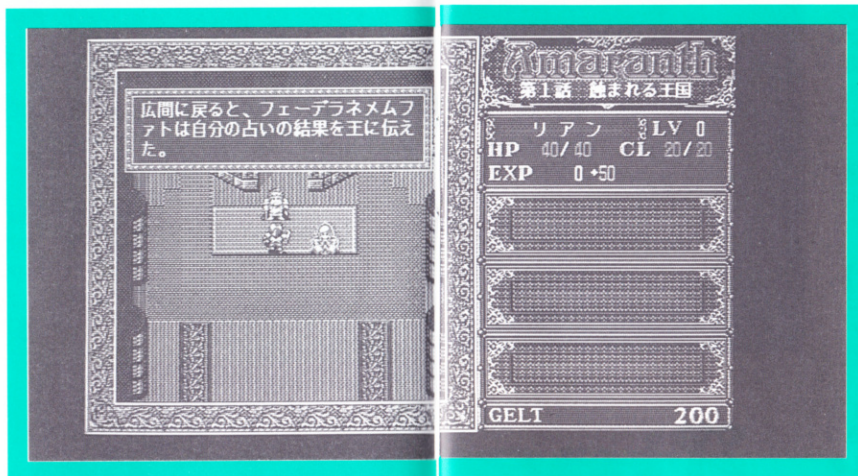 広間に戻ると、フェーデラネメムフ
ァトは自分の占いの結果を王に伝え
た。
Amaranth
第1話 蝕まれる王国
リアン LV 0
HP 40/40 CL 20/20
EXP 0 +50
GELT 200